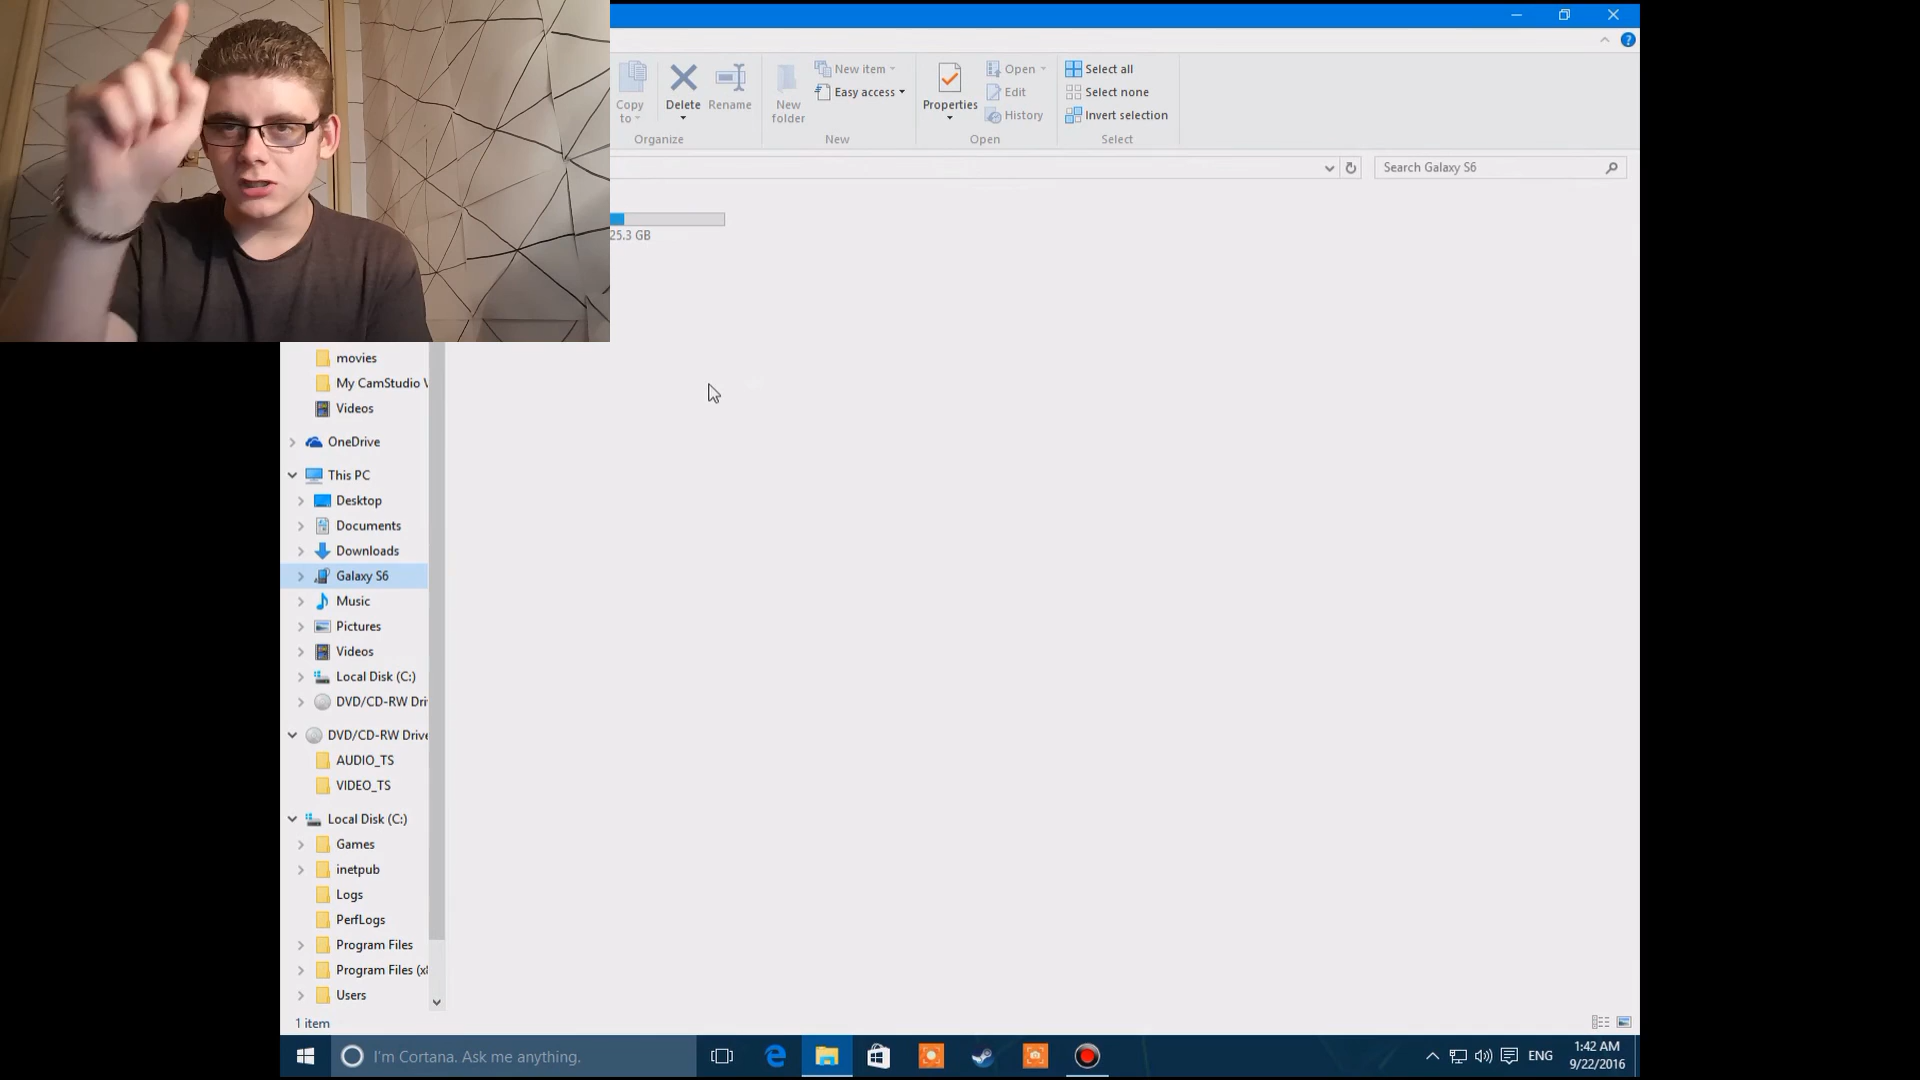 Copy
to
Delete
Rename
Organize
New
folder
New item
Easy access
New
Properties
Open
Edit
History
Open
Select all
Select none
Invert selection
Select
Search Galaxy S6
25.3 GB
movies
My CamStudio V
Videos
OneDrive
This PC
Desktop
Documents
Downloads
Galaxy S6
Music
Pictures
Videos
Local Disk (C:)
DVD/CD-RW Dri
DVD/CD-RW Drive
AUDIO_TS
VIDEO_TS
Local Disk (C:)
Games
inetpub
Logs
PerfLogs
Program Files
Program Files (x8
Users
1 item
I'm Cortana. Ask me anything.
ENG
1:42 AM
9/22/2016